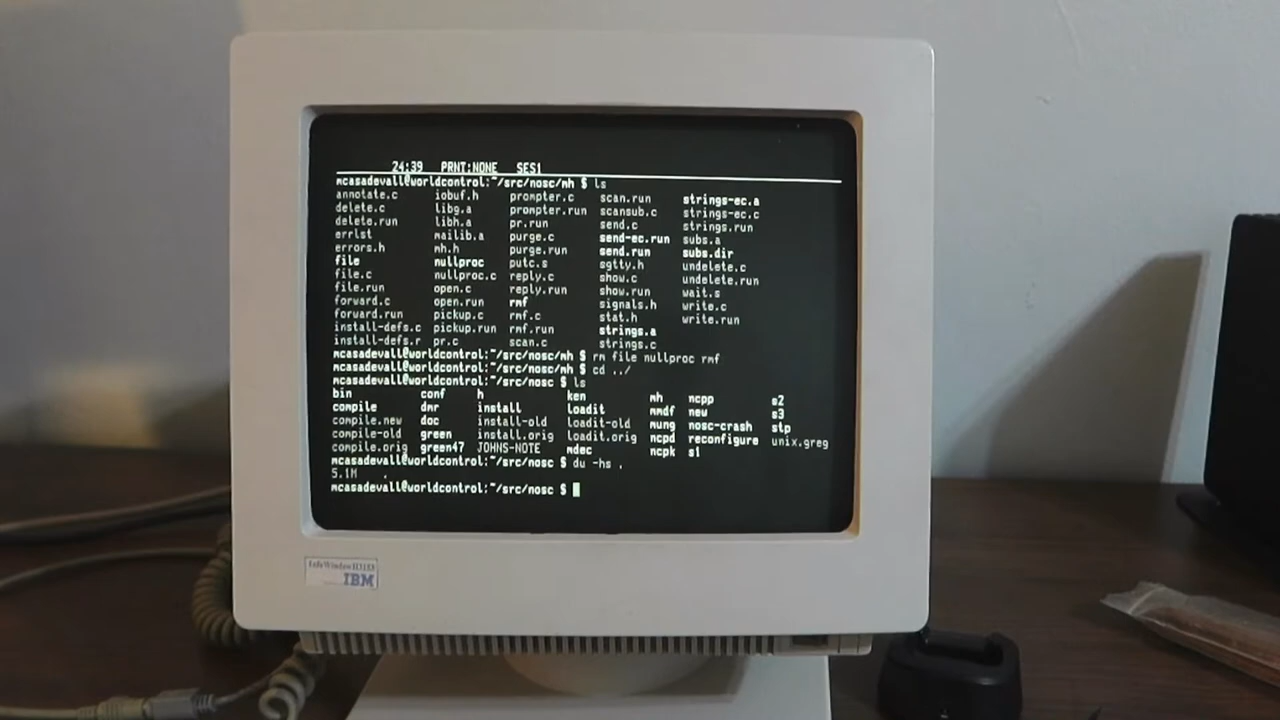 24:39 PRNT:NONE SES1
mcasadevall@worldcontrol:~/src/nosc/mh $ ls
annotate.c iobuf.h prompter.c scan.run strings-ec.a
delete.c libg.a prompter.run scansub.c strings-ec.c
delete.run libh.a pr.run send.c strings.run
errlst mailib.a purge.c send-ec.run subs.a
errors.h mh.h purge.run send.run subs.dir
file nullproc putc.s sgtty.h undelete.c
file.c nullproc.c reply.c show.c undelete.run
file.run open.c reply.run show.run wait.s
forward.c open.run rmf signals.h write.c
forward.run pickup.c rmf.c stat.h write.run
install-defs.c pickup.run rmf.run strings.a
install-defs.r pr.c scan.c strings.c
mcasadevall@worldcontrol:~/src/nosc/mh $ rm file nullproc rmf
mcasadevall@worldcontrol:~/src/nosc/mh $ cd ../
mcasadevall@worldcontrol:~/src/nosc $ ls
bin conf h ken mh ncpp s2
compile dmr install loadit mmdf new s3
compile.new doc install-old loadit-old mung nosc-crash stp
compile-old green install.orig loadit.orig ncpd reconfigure unix.greg
compile.orig green47 JOHNS-NOTE mdec ncpk s1
mcasadevall@worldcontrol:~/src/nosc $ du -hs .
5.1M .
mcasadevall@worldcontrol:~/src/nosc $
IBM